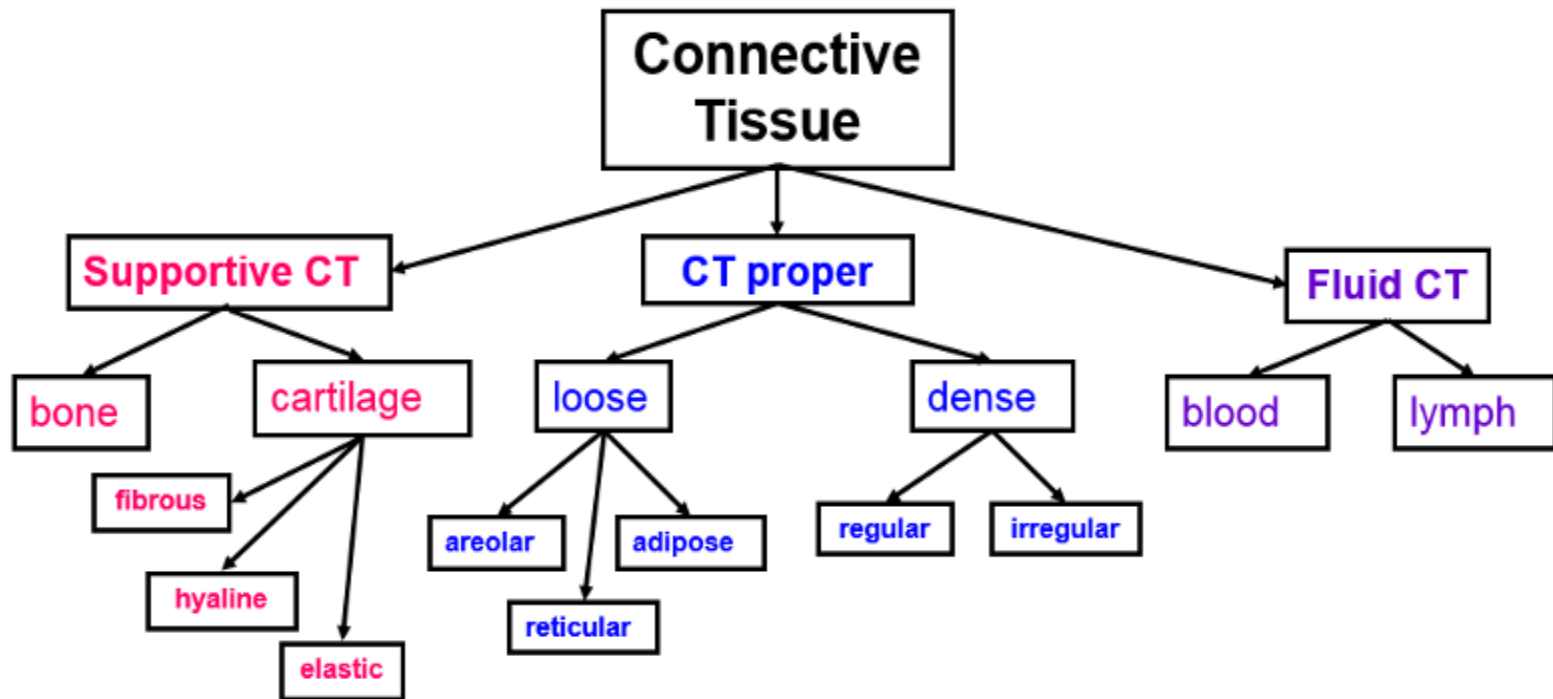 Connective
Tissue
Supportive CT
CT proper
Fluid CT
bone
cartilage
loose
dense
blood
lymph
fibrous
hyaline
elastic
areolar
reticular
adipose
regular
irregular